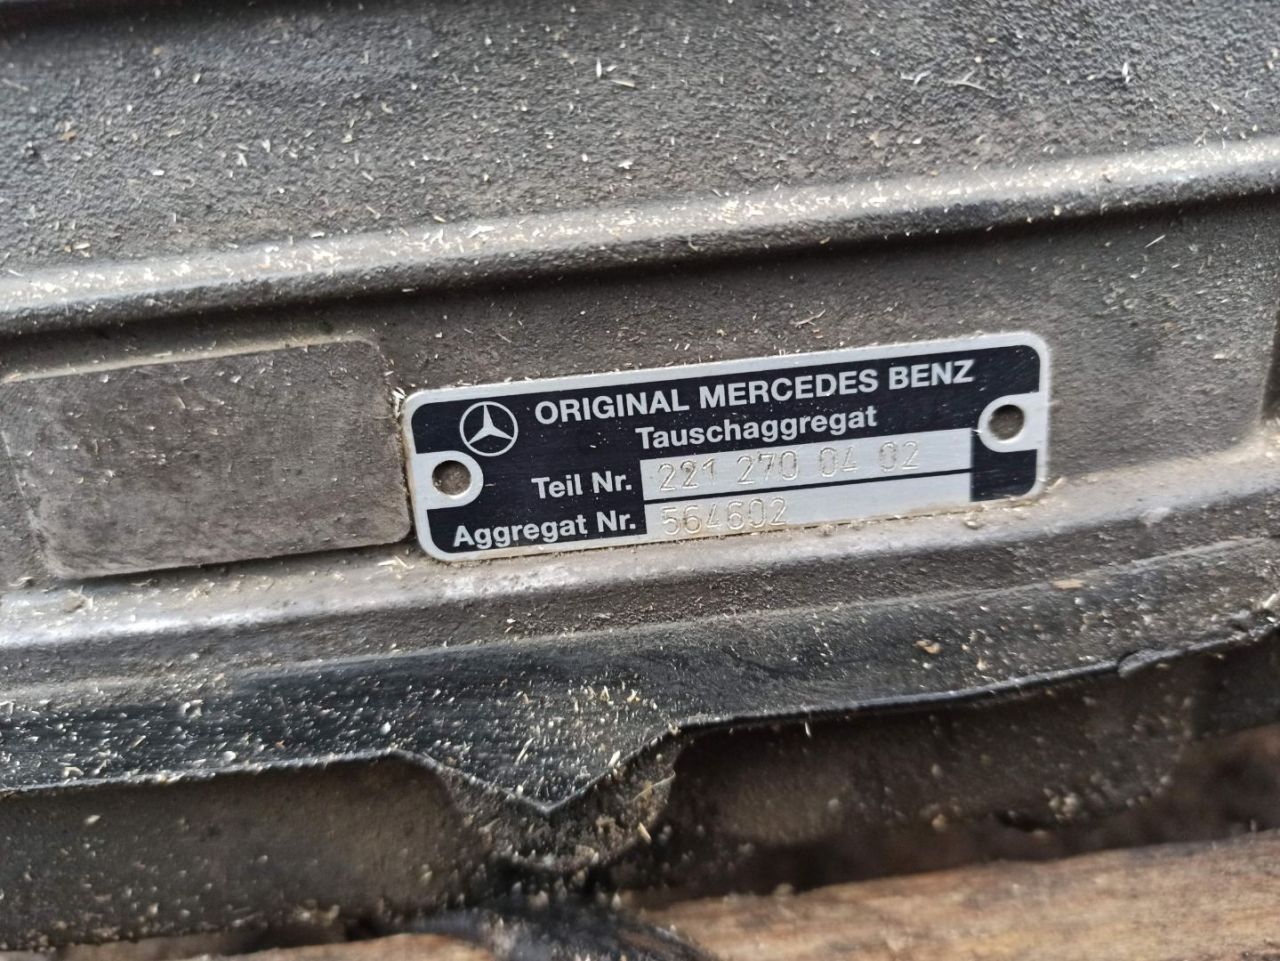 ORIGINAL MERCEDES BENZ
Tauschaggregat
Teil Nr. 221 270 04 02
Aggregat Nr. 564602